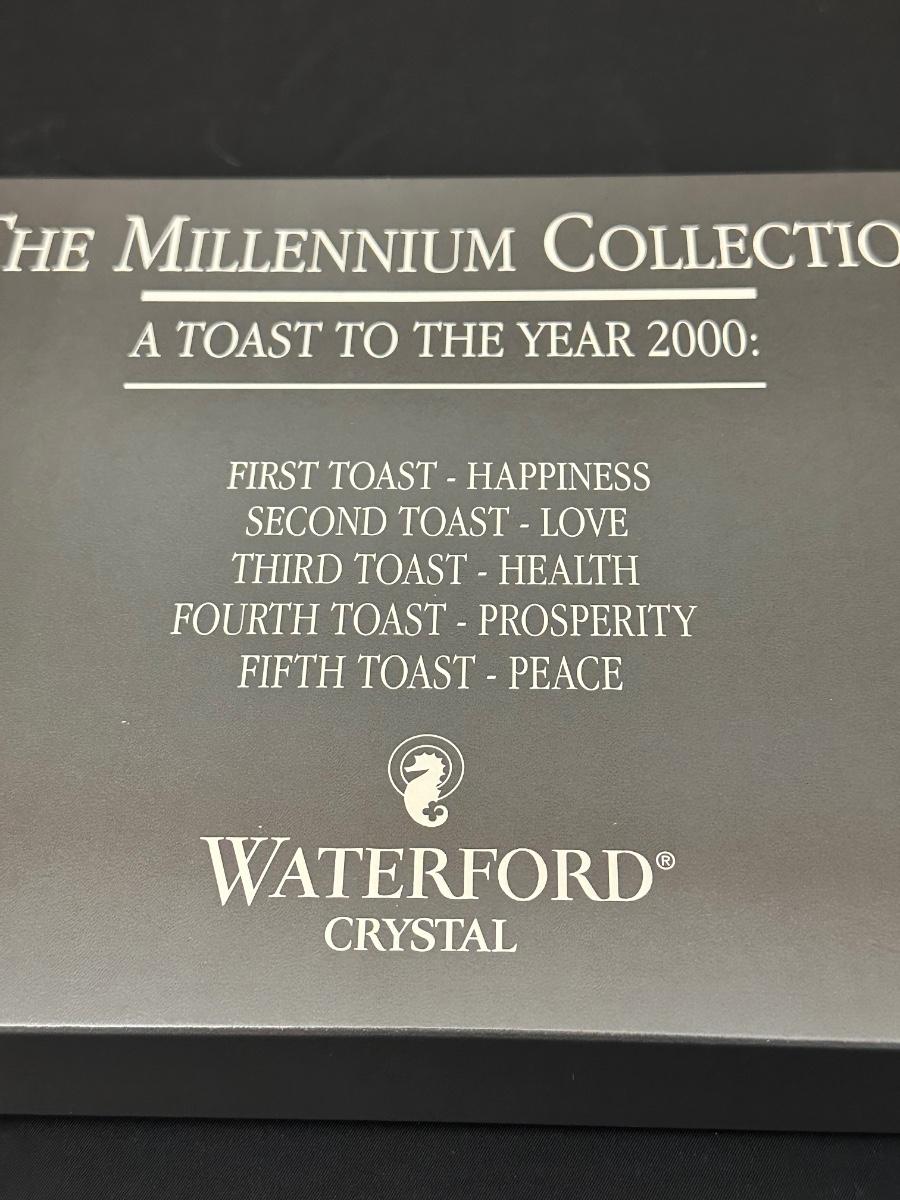 THE MILLENNIUM COLLECTIO
A TOAST TO THE YEAR 2000:
FIRST TOAST - HAPPINESS
SECOND TOAST - LOVE
THIRD TOAST - HEALTH
FOURTH TOAST - PROSPERITY
FIFTH TOAST - PEACE
WATERFORD®
CRYSTAL